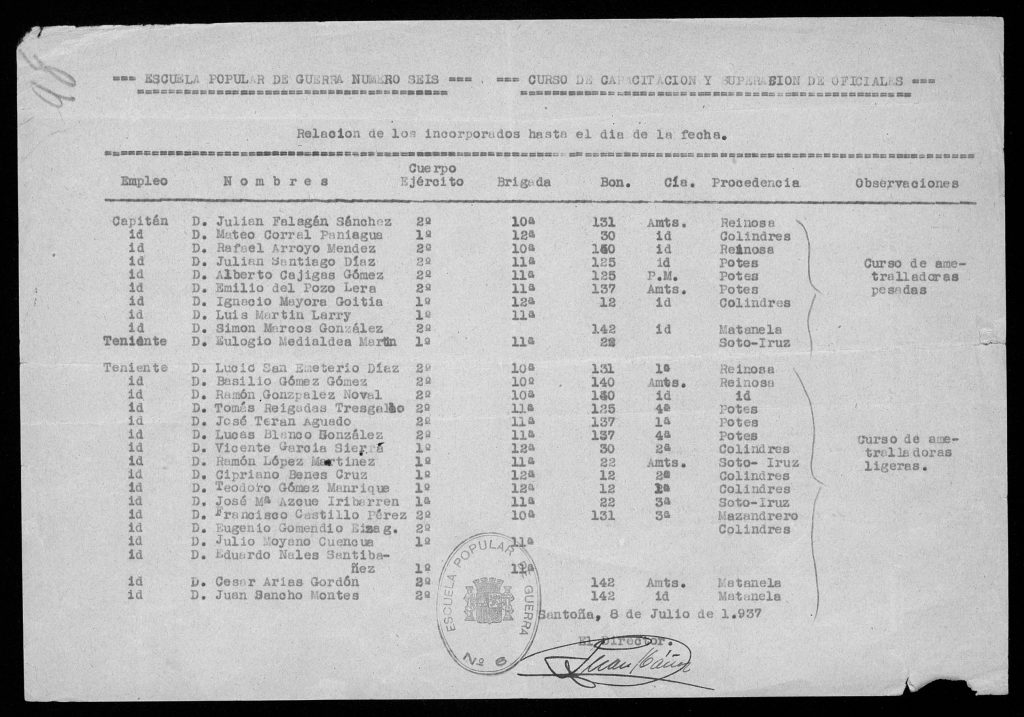 98
=== ESCUELA POPULAR DE GUERRA NUMERO SEIS === . === CURSO DE CAPACITACION Y SUPERACION DE OFICIALES ===
Relacion de los incorporados hasta el dia de la fecha.
Empleo N o m b r e s Cuerpo Ejército Brigada Bon. Cía. Procedencia Observaciones
Capitán D. Julian Falagán Sánchez 2º 10ª 131 Amts. Reinosa
id D. Mateo Corral Paniagua 1º 12ª 30 id Colindres
id D. Rafael Arroyo Mendez 2º 10ª 140 id Reinosa
id D. Julian Santiago Díaz 2º 11ª 125 id Potes
id D. Alberto Cajigas Gómez 2º 11ª 125 P.M. Potes
id D. Emilio del Pozo Lera 2º 11ª 137 Amts. Potes
id D. Ignacio Mayora Goitia 1º 12ª 12 id Colindres
id D. Luis Martin Larry 1º 11ª
id D. Simon Marcos González 2º 142 id Matanela
Teniente D. Eulogio Medialdea Martn 1º 11ª 22 Soto-Iruz
Curso de ame-
tralladoras
pesadas
Teniente D. Lucio San Emeterio Díaz 2º 10ª 131 1ª Reinosa
id D. Basilio Gómez Gómez 2º 10º 140 Amts. Reinosa
id D. Ramón Gonzpalez Noval 2º 10ª 140 id id
id D. Tomás Reigadas Tresgallo 2º 11ª 125 4ª Potes
id D. José Teran Aguado 2º 11ª 137 1ª Potes
id D. Lucas Blanco González 2º 11ª 137 4ª Potes
id D. Vicente Garcia Sierra 1º 12ª 30 2ª Colindres
id D. Ramón López Martinez 1º 11ª 22 Amts. Soto- Iruz
id D. Cipriano Benes Cruz 1º 12ª 12 2ª Colindres
id D. Teodoro Gómez Manrique 1º 12ª 12 1ª Colindres
id D. José Mª Azcue Iribarren 1ª 11ª 22 3ª Soto-Iruz
id D. Francisco Castillo Pérez 2º 10ª 131 3ª Mazandrero
id D. Eugenio Gomendio Eizag. 2º Colindres
id D. Julio Moyano Cuencua 1º 11ª
id D. Eduardo Nales Santiba-
ñez 1º 12ª
id D. Cesar Arias Gordón 2º 142 Amts. Matanela
id D. Juan Sancho Montes 2º 142 id Matanela
Curso de ame-
tralladoras
ligeras.
Santoña, 8 de Julio de 1.937
El Director.
Juan Ibáñez
ESCUELA POPULAR DE GUERRA
Nº 6